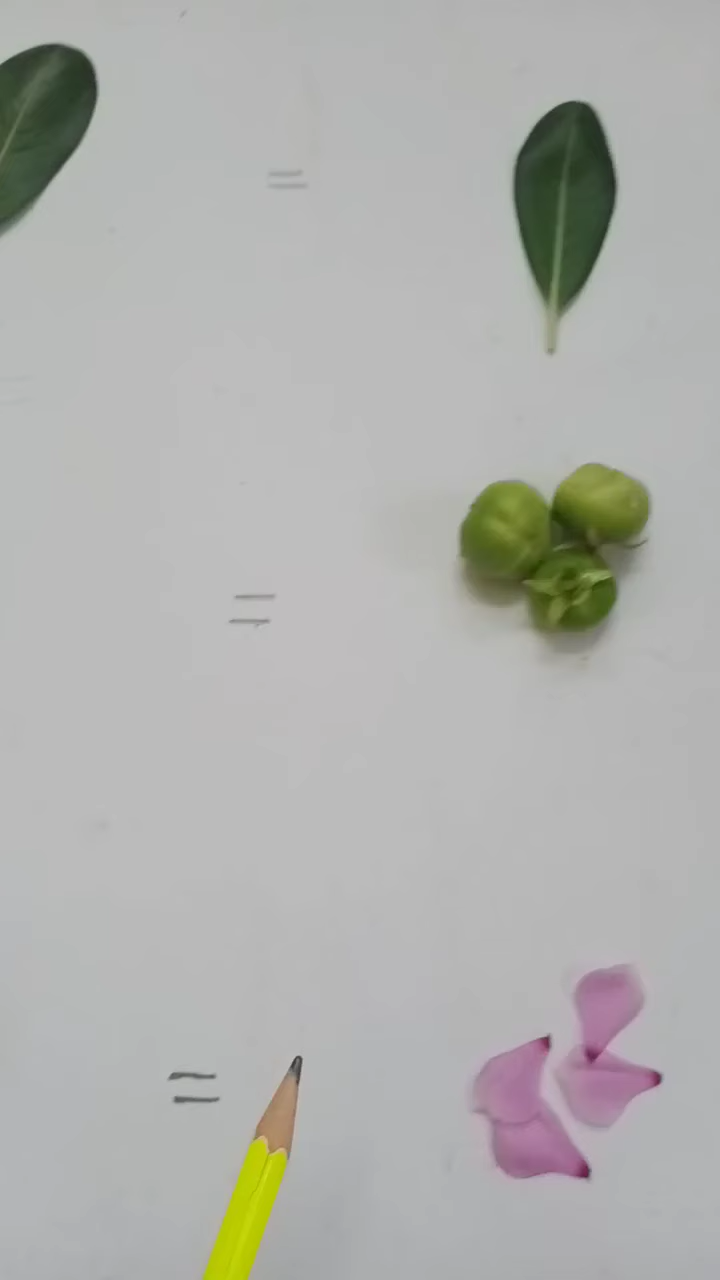 =
=
=